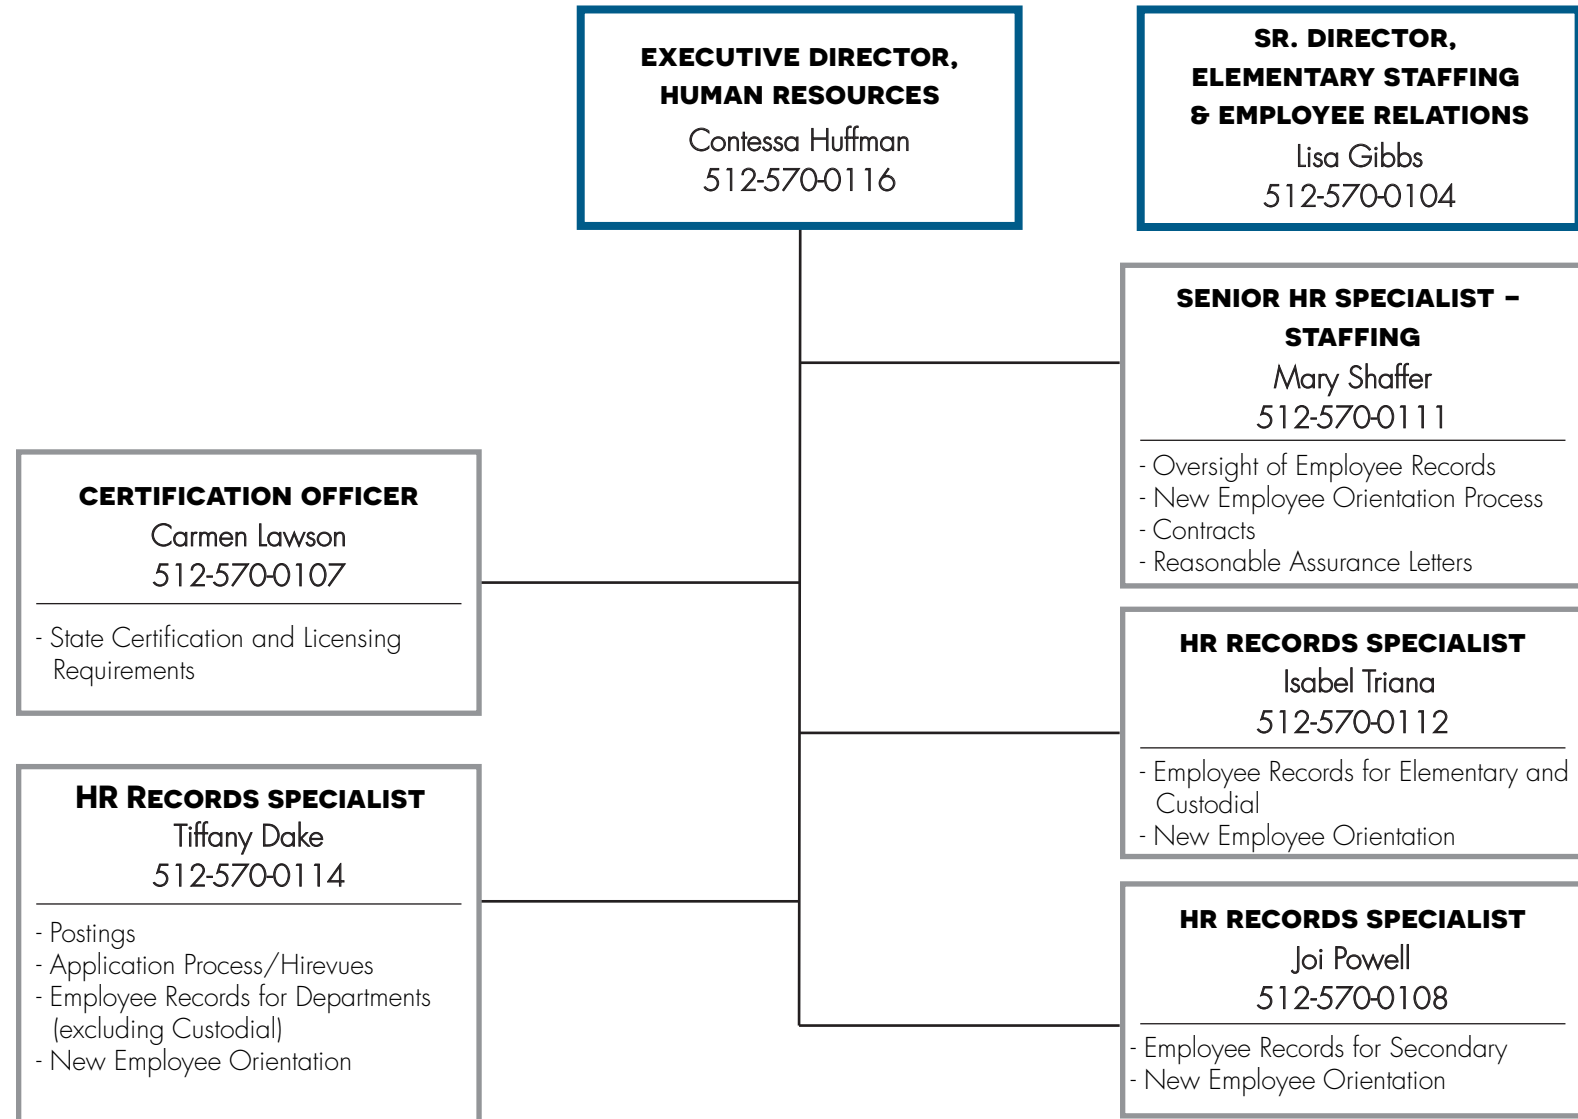 EXECUTIVE DIRECTOR,
HUMAN RESOURCES
Contessa Huffman
512-570-0116
SR. DIRECTOR,
ELEMENTARY STAFFING
& EMPLOYEE RELATIONS
Lisa Gibbs
512-570-0104
SENIOR HR SPECIALIST –
STAFFING
Mary Shaffer
512-570-0111
- Oversight of Employee Records
- New Employee Orientation Process
- Contracts
- Reasonable Assurance Letters
CERTIFICATION OFFICER
Carmen Lawson
512-570-0107
- State Certification and Licensing
Requirements
HR RECORDS SPECIALIST
Isabel Triana
512-570-0112
- Employee Records for Elementary and
Custodial
- New Employee Orientation
HR RECORDS SPECIALIST
Tiffany Dake
512-570-0114
- Postings
- Application Process/Hirevues
- Employee Records for Departments
(excluding Custodial)
- New Employee Orientation
HR RECORDS SPECIALIST
Joi Powell
512-570-0108
- Employee Records for Secondary
- New Employee Orientation